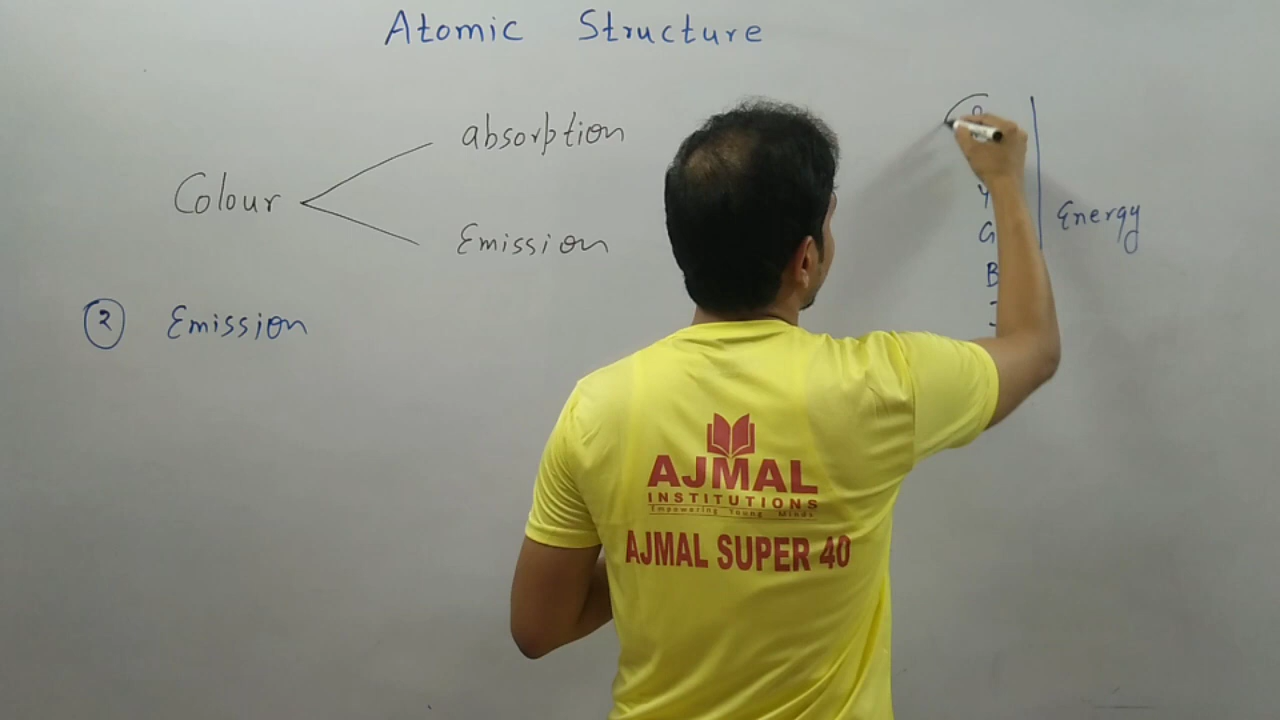 Atomic Structure
absorption
Colour
Emission
② Emission
Y
G
B
Energy
AJMAL
INSTITUTIONS
Empowering Young Minds
AJMAL SUPER 40